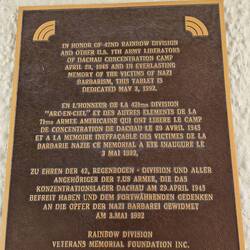 IN HONOR OF 42ND RAINBOW DIVISION
AND OTHER U.S. 7TH ARMY LIBERATORS
OF DACHAU CONCENTRATION CAMP
APRIL 29, 1945 AND IN EVERLASTING
MEMORY OF THE VICTIMS OF NAZI
BARBARISM, THIS TABLET IS
DEDICATED MAY 3, 1992.
EN L'HONNEUR DE LA 42ème DIVISION
"ARC-EN-CIEL" ET DES AUTRES ELEMENTS DE LA
7ème ARMEE AMERICAINE QUI ONT LIBERE LE CAMP
DE CONCENTRATION DE DACHAU LE 29 AVRIL 1945
ET A LA MEMOIRE INEFFAÇABLE DES VICTIMES DE LA
BARBARIE NAZIE CE MEMORIAL A ETE INAUGURE LE
3 MAI 1992,
ZU EHREN DER 42, REGENBOGEN - DIVISION UND ALLER
ANGEHÖRIGER DER 7.US ARMEE, DIE DAS
KONZENTRATIONSLAGER DACHAU AM 29.APRIL 1945
BEFREIT HABEN UND DEM FORTWÄHRENDEN GEDENKEN
AN DIE OPFER DER NAZI BARBAREI GEWIDMET
AM 3.MAI 1992
RAINBOW DIVISION
VETERANS MEMORIAL FOUNDATION INC.